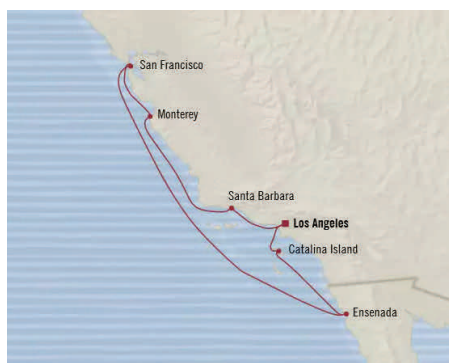 San Francisco
Monterey
Santa Barbara
Los Angeles
Catalina Island
Ensenada